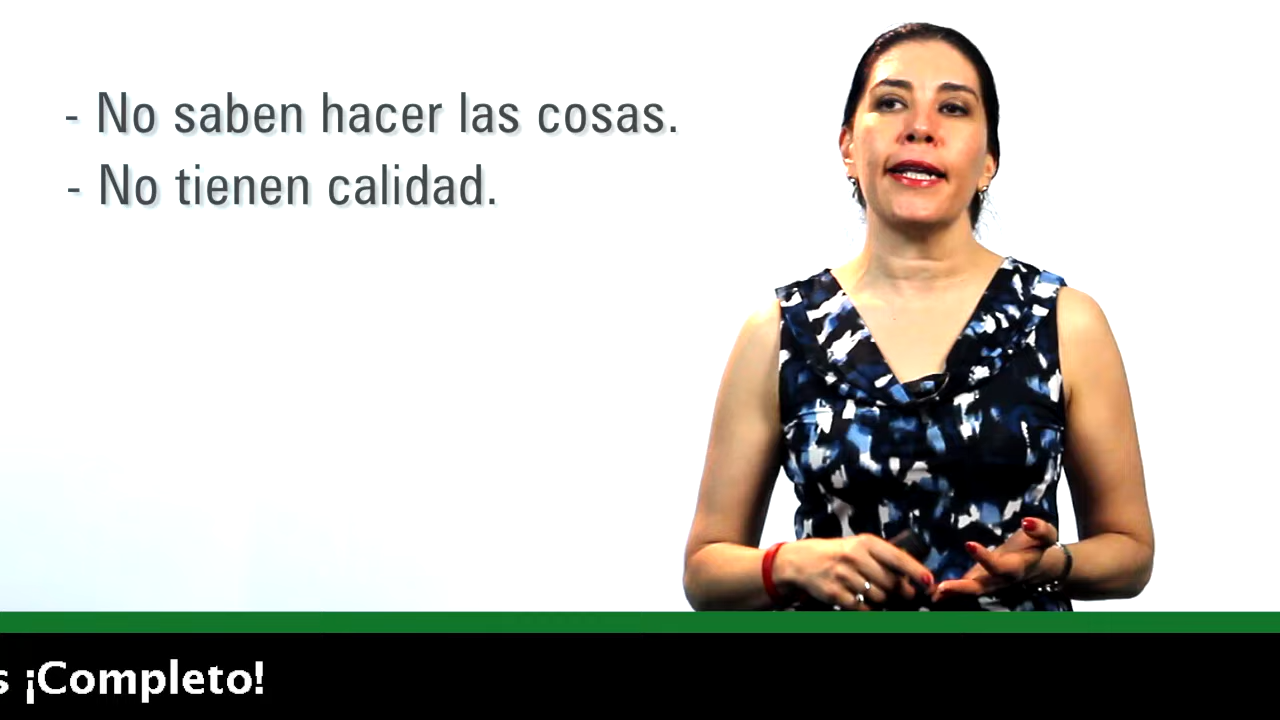 - No saben hacer las cosas.
- No tienen calidad.
s ¡Completo!